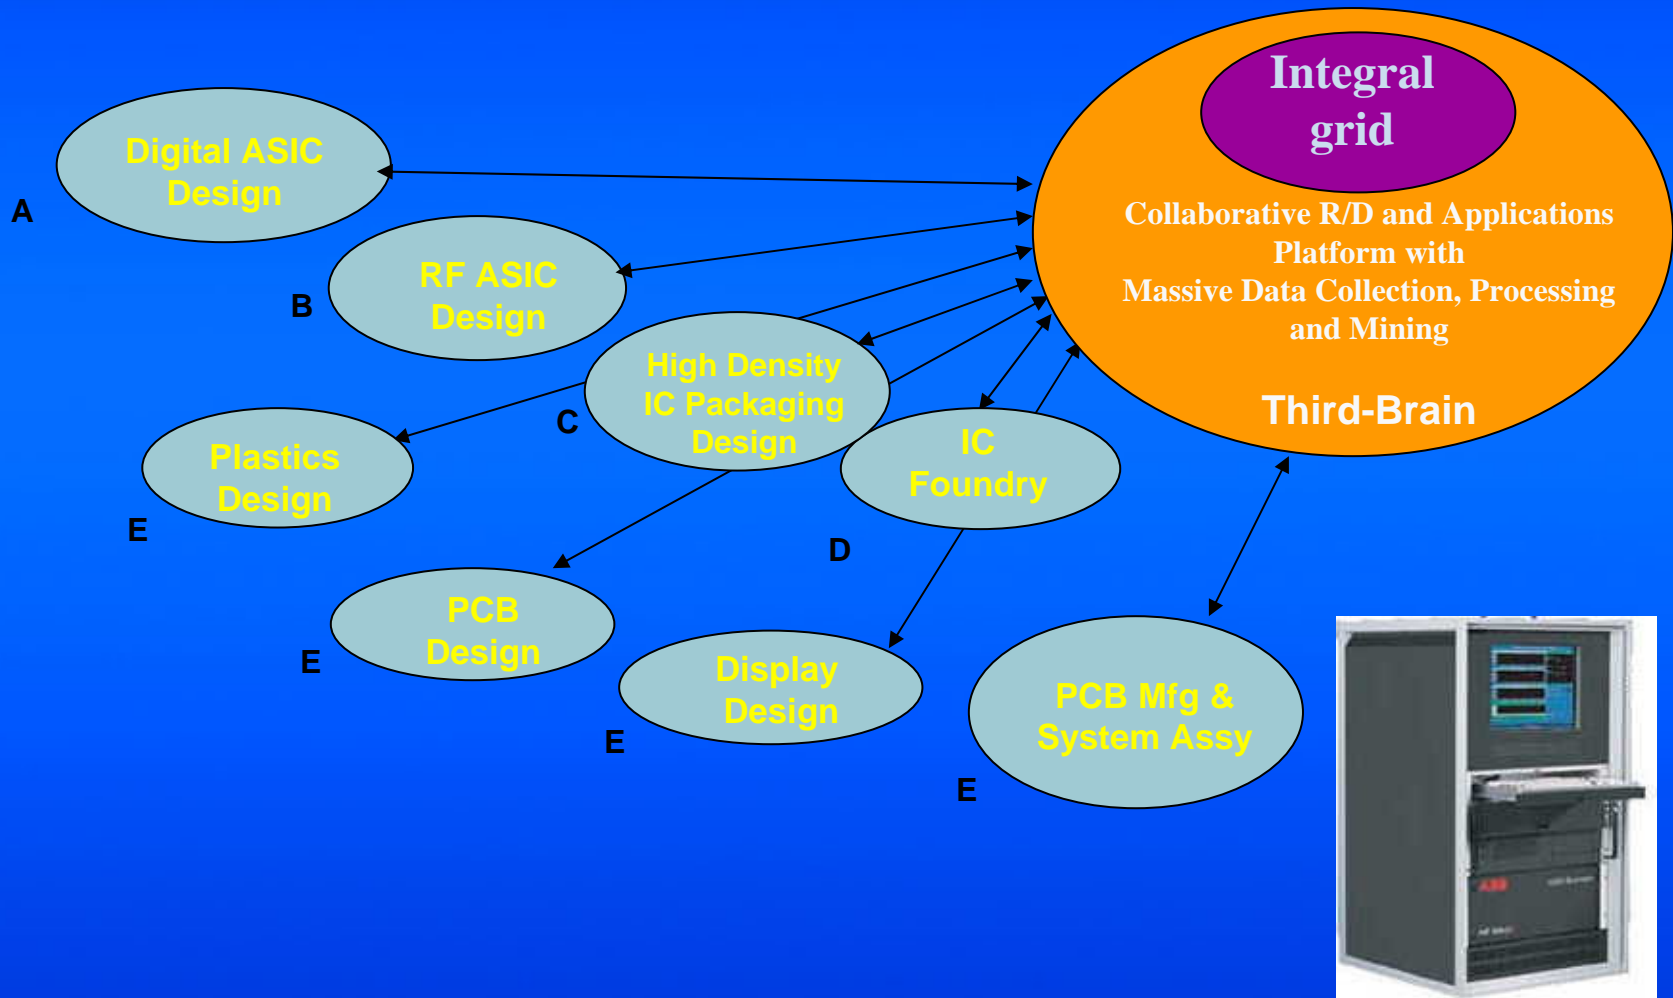 Integral
grid
Digital ASIC
Design
A
Collaborative R/D and Applications
Platform with
Massive Data Collection, Processing
and Mining
RF ASIC
Design
B
High Density
IC Packaging
Design
C
Third-Brain
Plastics
Design
E
IC
Foundry
D
PCB
Design
E
Display
Design
E
PCB Mfg &
System Assy
E
ABB